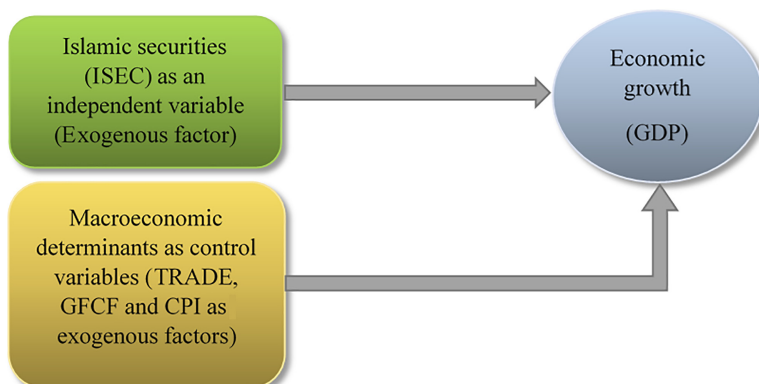 Islamic securities
(ISEC) as an
independent variable
(Exogenous factor)
Economic
growth
(GDP)
Macroeconomic
determinants as control
variables (TRADE,
GFCF and CPI as
exogenous factors)